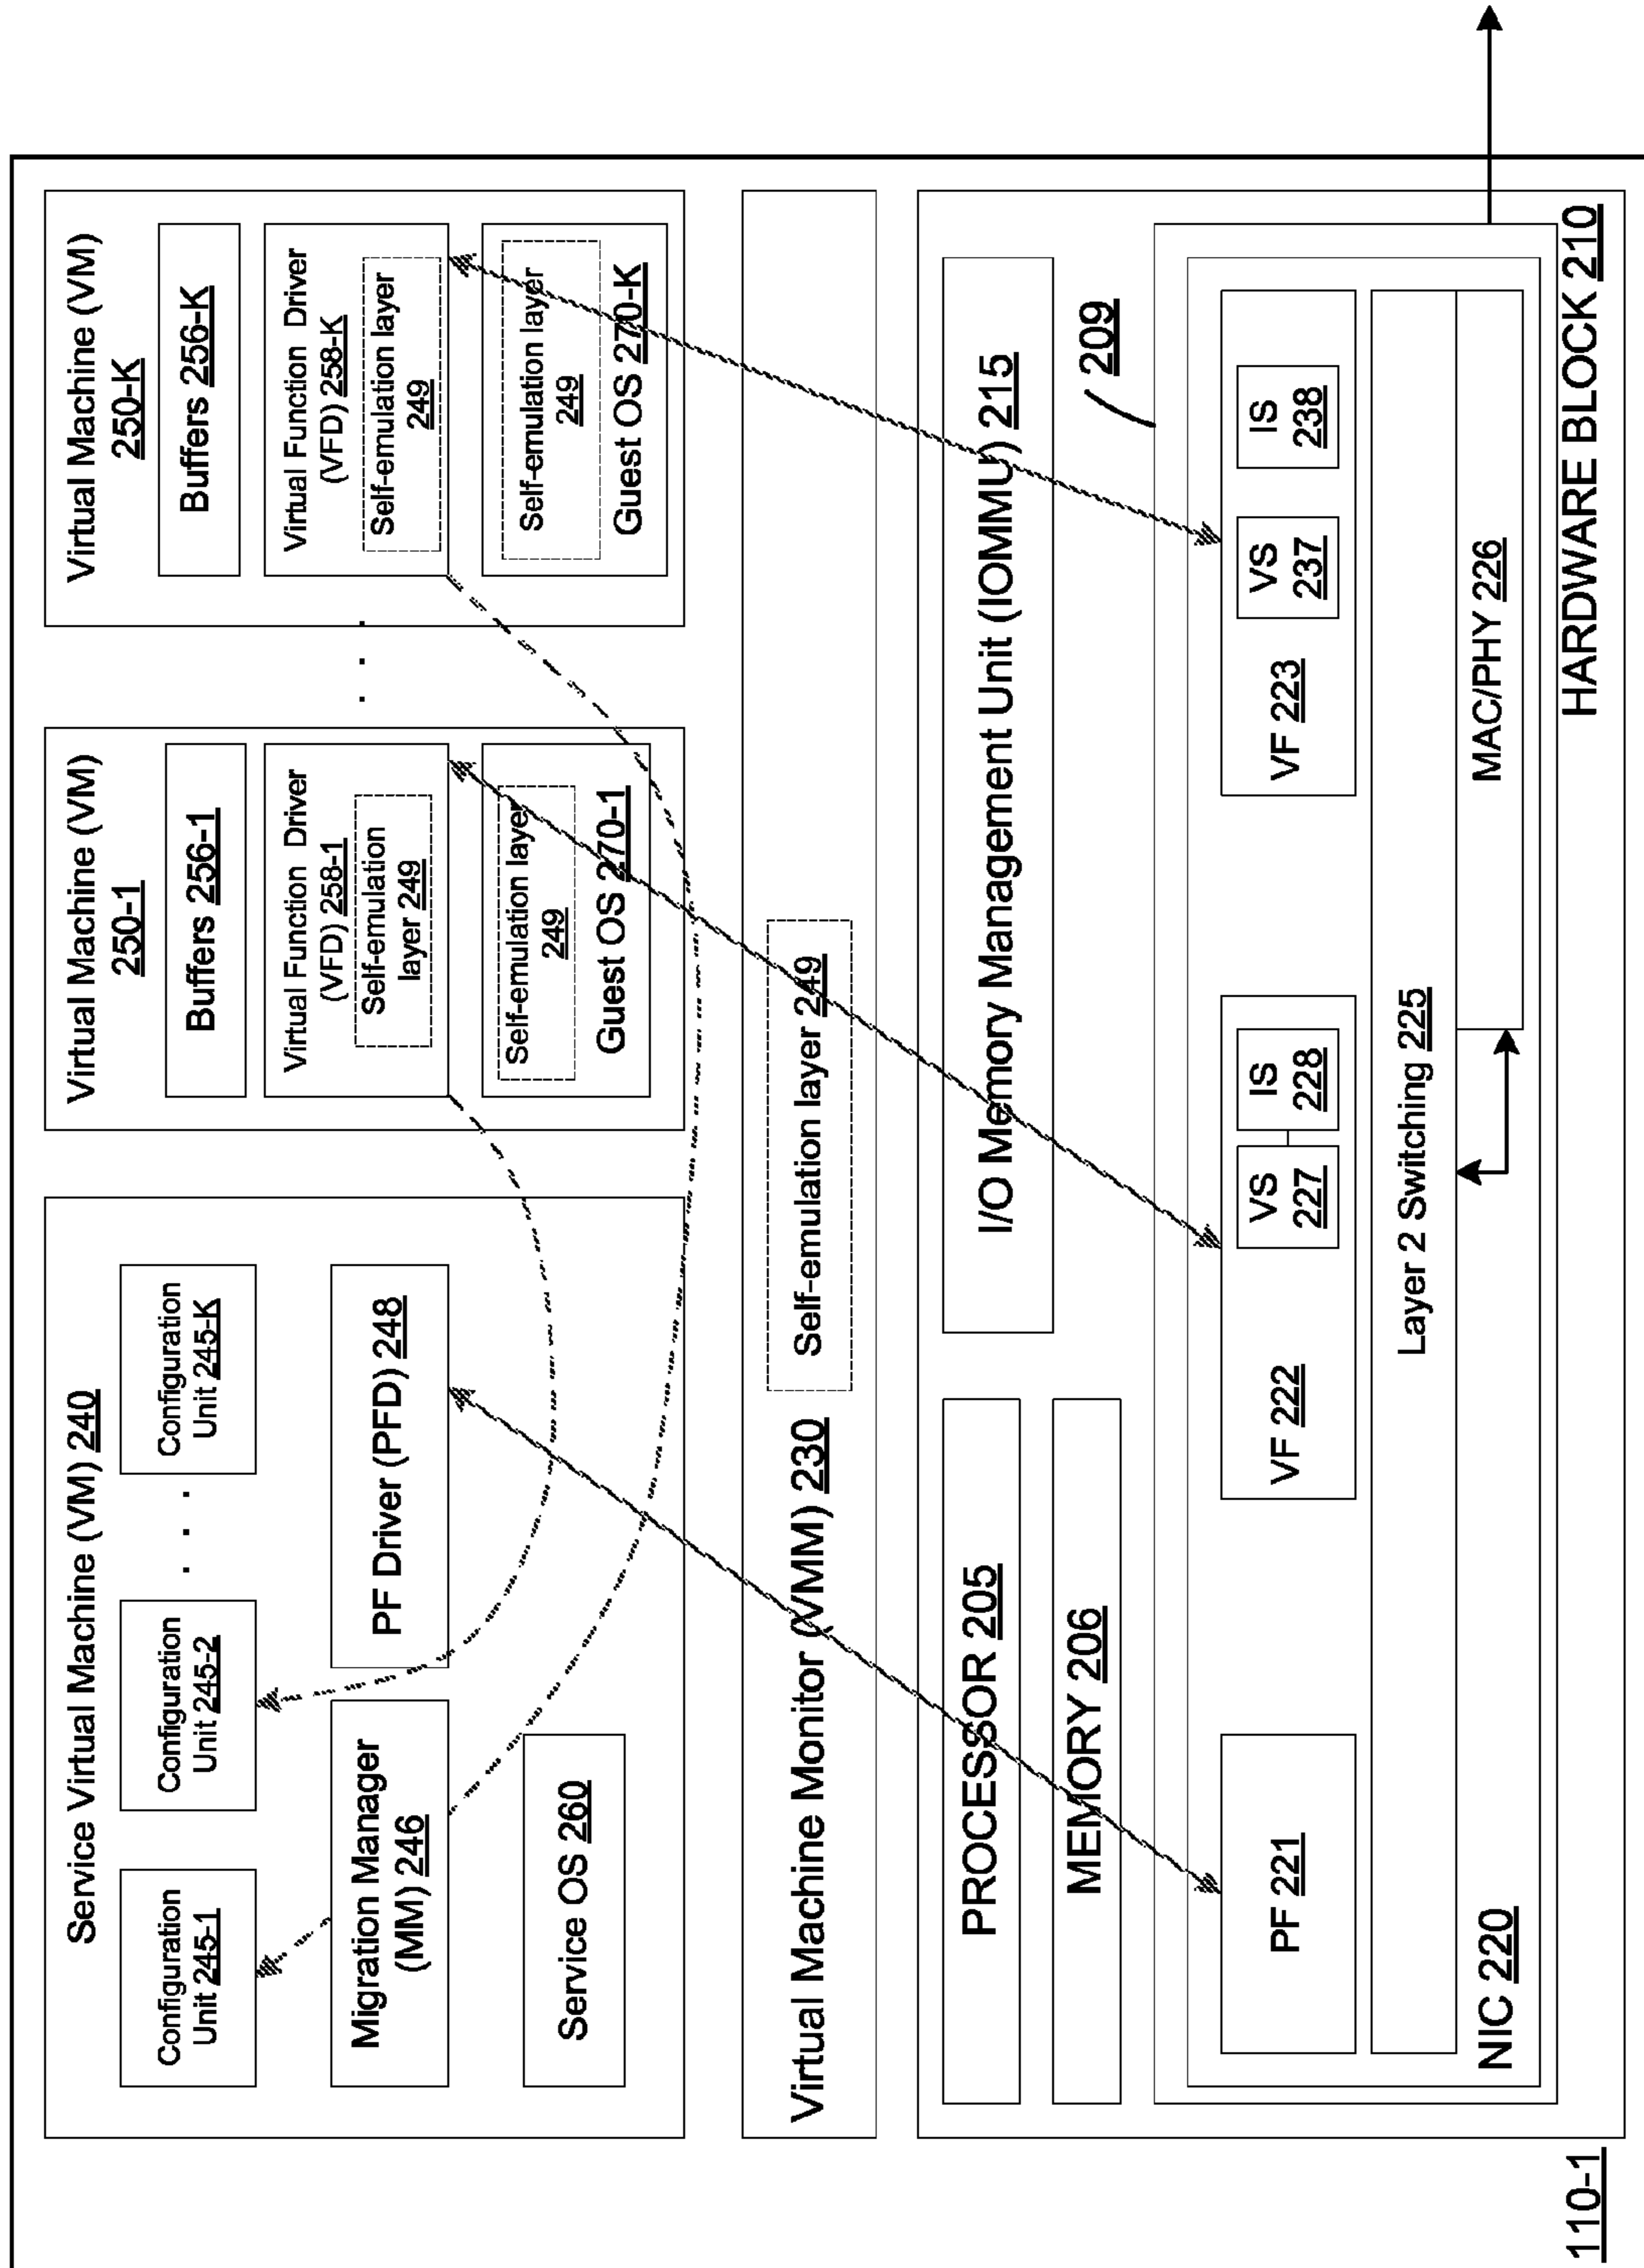 Service Virtual Machine (VM) 240
Configuration
Unit 245-1
Configuration
Unit 245-2
. . .
Configuration
Unit 245-K
Migration Manager
(MM) 246
PF Driver (PFD) 248
Service OS 260
Virtual Machine (VM)
250-1
Buffers 256-1
Virtual Function Driver
(VFD) 258-1
Self-emulation
layer 249
Self-emulation layer
249
Guest OS 270-1
. . .
Virtual Machine (VM)
250-K
Buffers 256-K
Virtual Function Driver
(VFD) 258-K
Self-emulation layer
249
Self-emulation layer
249
Guest OS 270-K
Virtual Machine Monitor (VMM) 230
Self-emulation layer 249
PROCESSOR 205
MEMORY 206
I/O Memory Management Unit (IOMMU) 215
209
PF 221
VF 222
VS
227
IS
228
VF 223
VS
237
IS
238
Layer 2 Switching 225
MAC/PHY 226
NIC 220
HARDWARE BLOCK 210
110-1